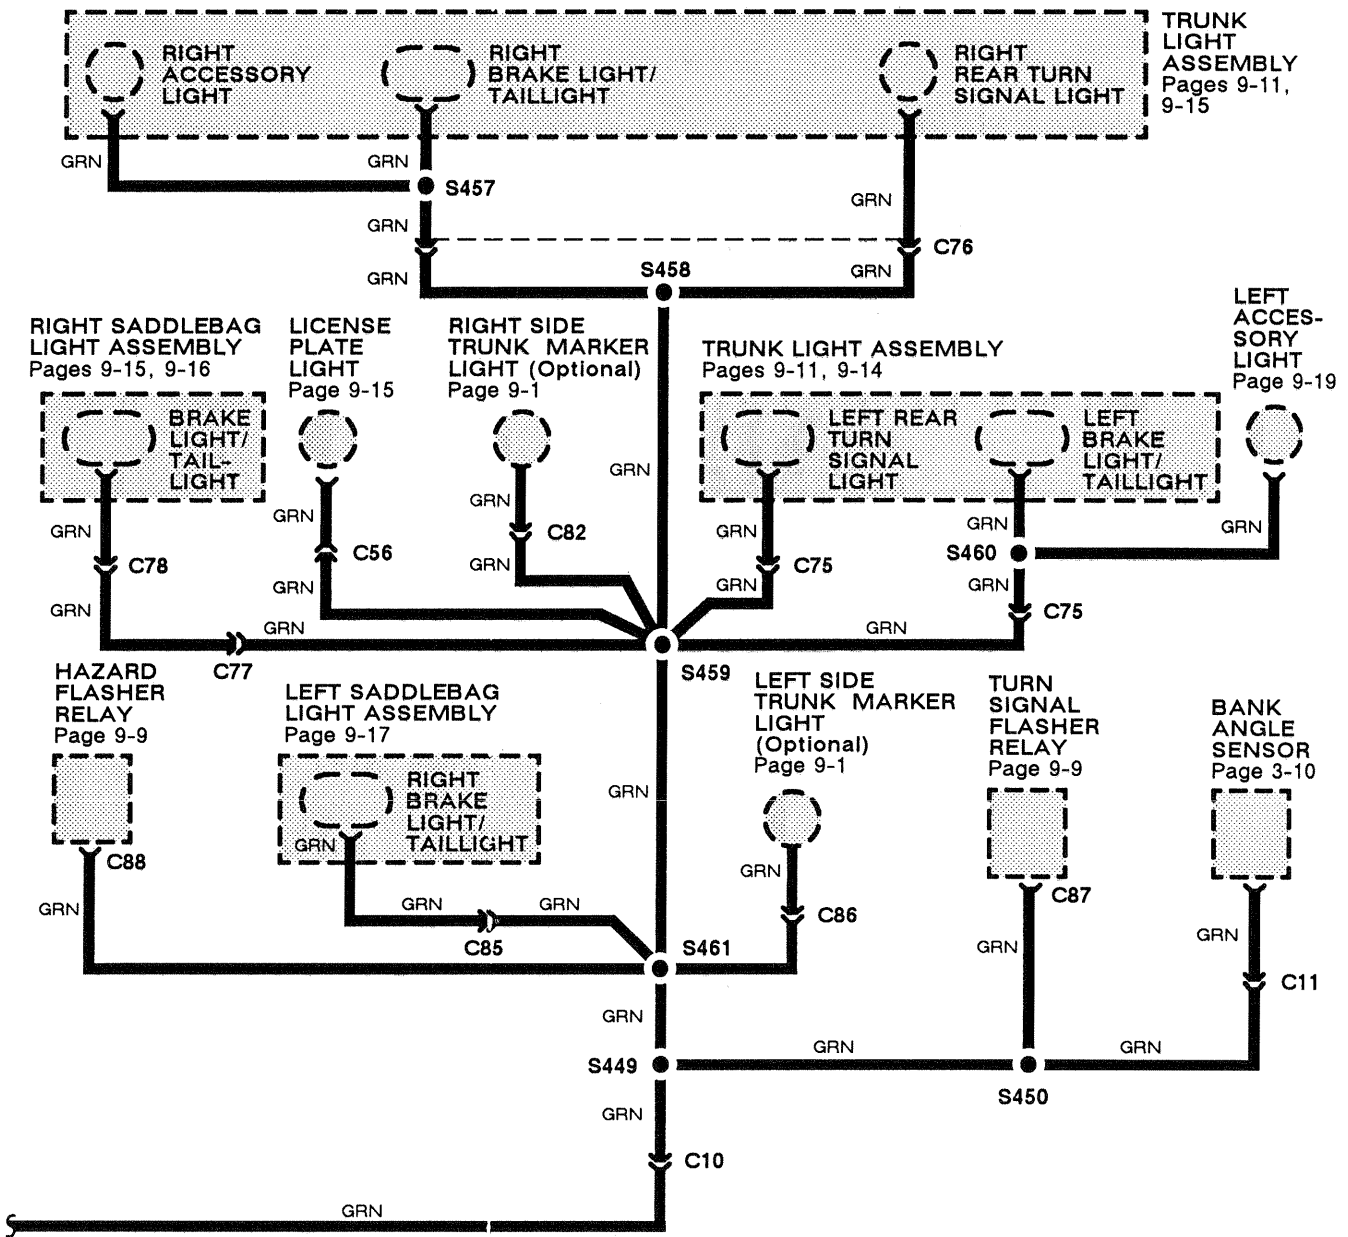 TRUNK
LIGHT
ASSEMBLY
Pages 9-11,
9-15
RIGHT
ACCESSORY
LIGHT
RIGHT
BRAKE LIGHT/
TAILLIGHT
RIGHT
REAR TURN
SIGNAL LIGHT
GRN
GRN
S457
GRN
GRN
C76
GRN
S458
GRN
LEFT
ACCES-
SORY
LIGHT
Page 9-19
RIGHT SADDLEBAG
LIGHT ASSEMBLY
Pages 9-15, 9-16
LICENSE
PLATE
LIGHT
Page 9-15
RIGHT SIDE
TRUNK MARKER
LIGHT (Optional)
Page 9-1
TRUNK LIGHT ASSEMBLY
Pages 9-11, 9-14
BRAKE
LIGHT/
TAIL-
LIGHT
LEFT REAR
TURN
SIGNAL
LIGHT
LEFT
BRAKE
LIGHT/
TAILLIGHT
GRN
GRN
GRN
GRN
GRN
GRN
GRN
C78
C56
C82
C75
S460
GRN
GRN
GRN
GRN
GRN
C75
GRN
GRN
C77
S459
HAZARD
FLASHER
RELAY
Page 9-9
LEFT SADDLEBAG
LIGHT ASSEMBLY
Page 9-17
LEFT SIDE
TRUNK MARKER
LIGHT
(Optional)
Page 9-1
TURN
SIGNAL
FLASHER
RELAY
Page 9-9
BANK
ANGLE
SENSOR
Page 3-10
RIGHT
BRAKE
LIGHT/
TAILLIGHT
GRN
GRN
C88
GRN
C87
GRN
GRN
GRN
C85
C86
S461
GRN
GRN
C11
GRN
S449
GRN
GRN
S450
GRN
C10
GRN